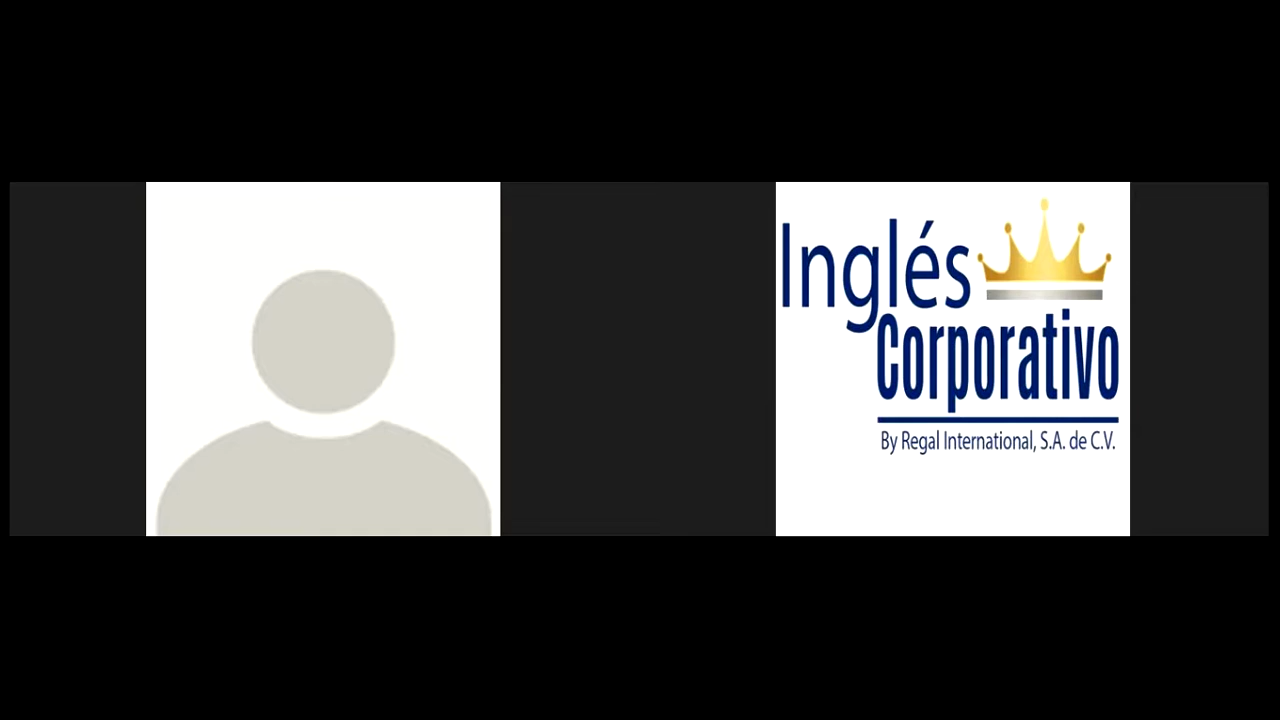 Inglés
Corporativo
By Regal International, S.A. de C.V.